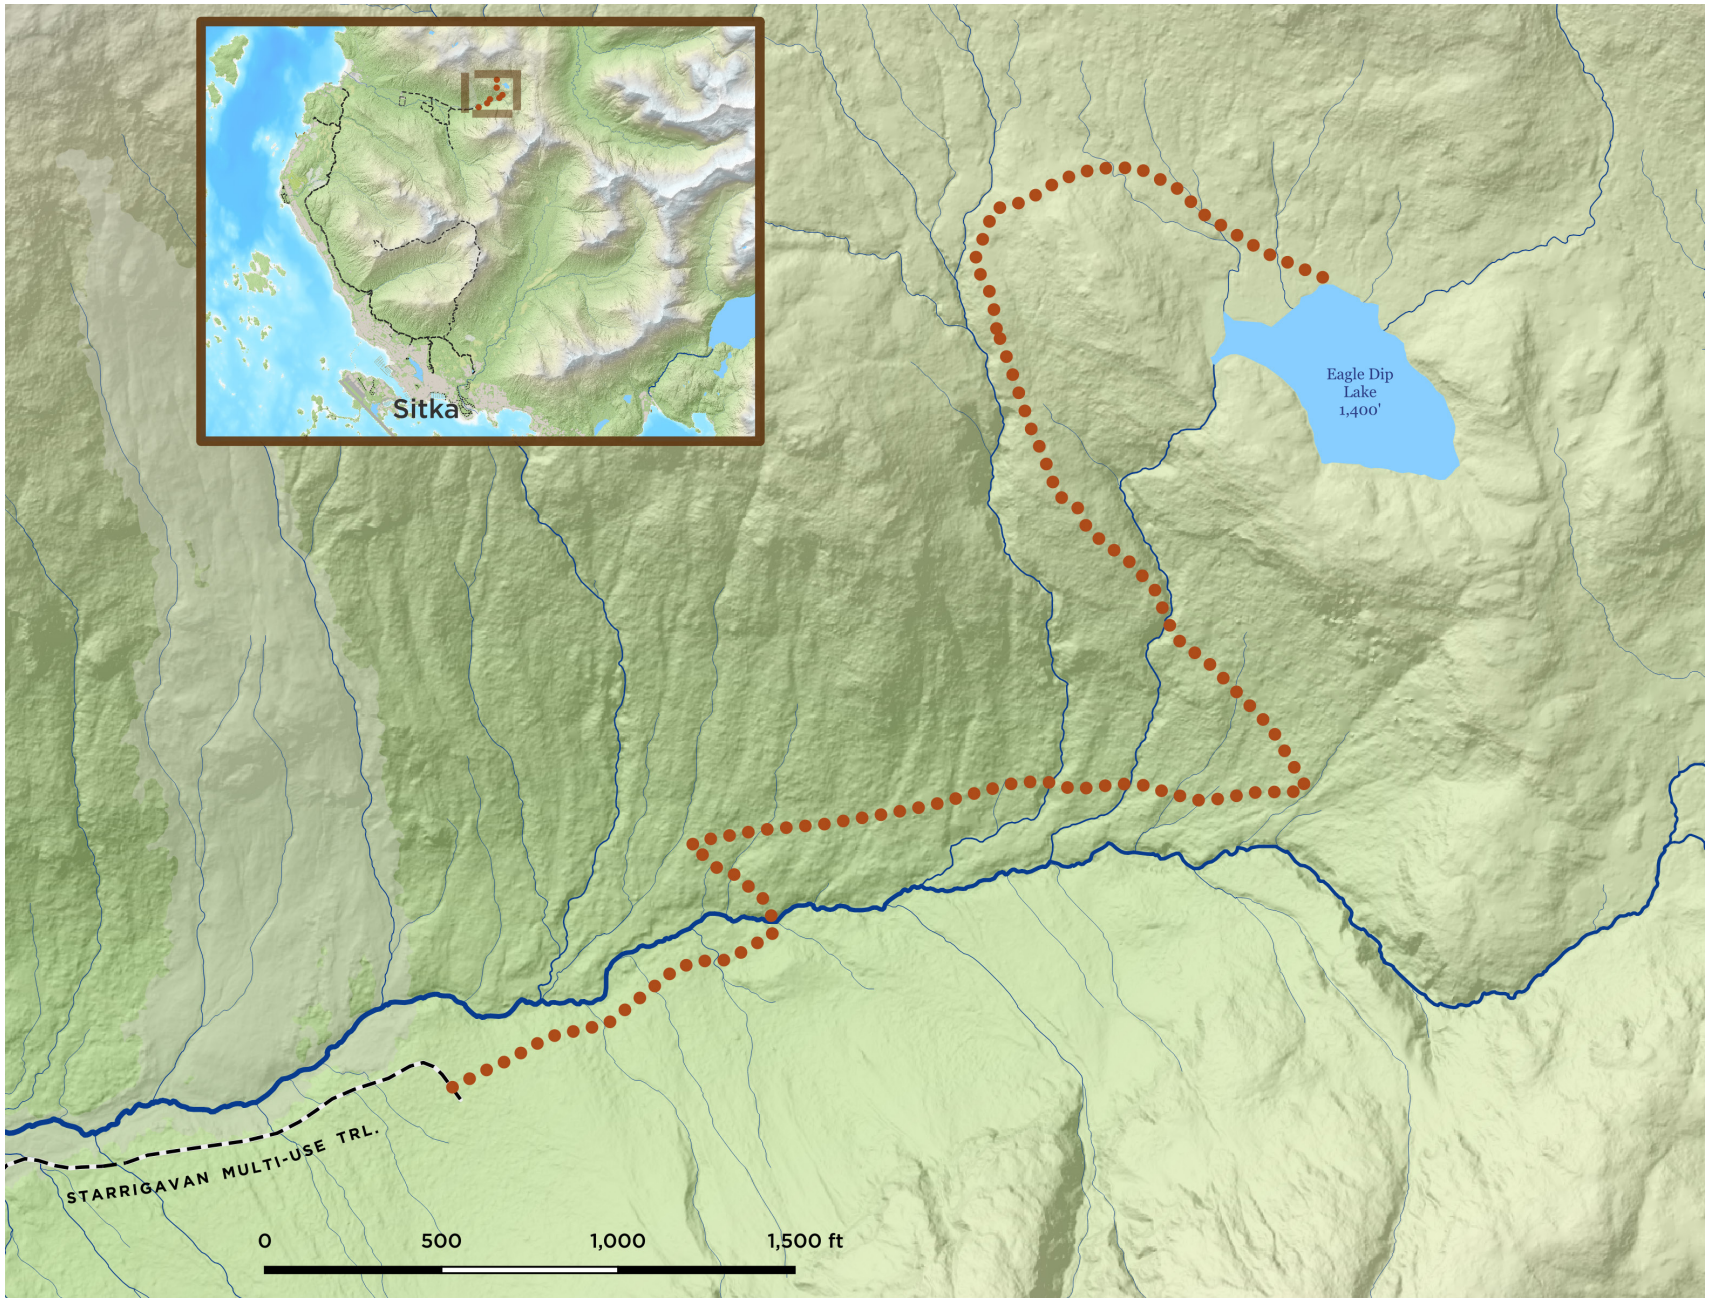 Sitka
Eagle Dip
Lake
1,400'
STARRIGAVAN MULTI-USE TRL.
0 500 1,000 1,500 ft